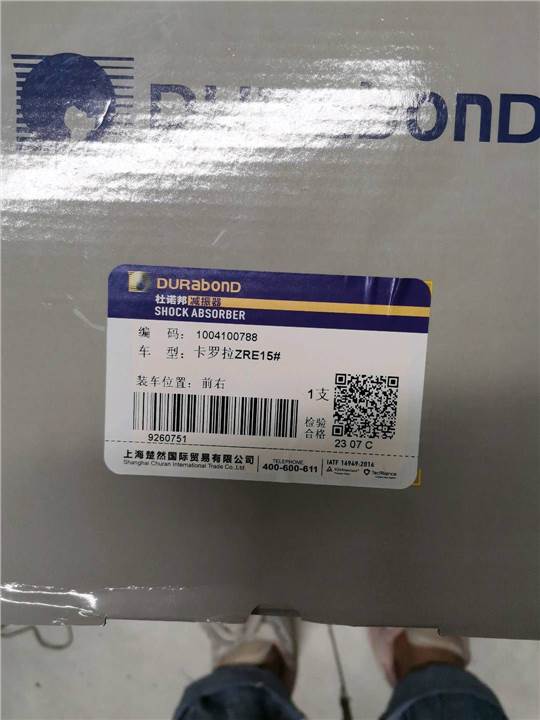 DURabonD
DURabonD
杜诺邦减振器
SHOCK ABSORBER
编 码：1004100788
车 型：卡罗拉ZRE15#
装车位置：前右
1支
检验
合格
23 07 C
9260751
上海楚然国际贸易有限公司
Shanghai Churan International Trade Co.,Ltd.
TELEPHONE
400-600-611
IATF 16949:2016